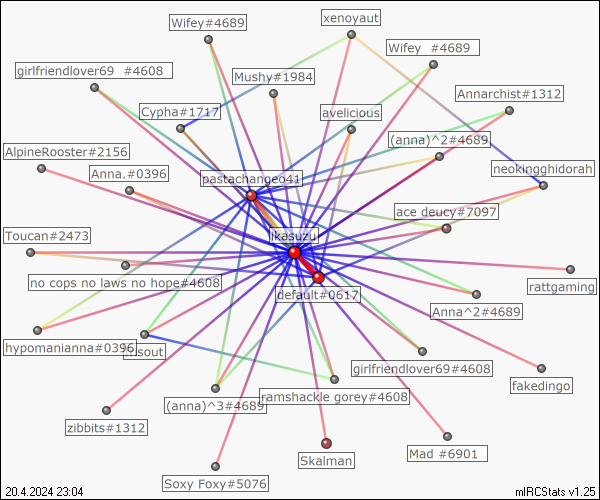 Wifey#4689
xenoyaut
Wifey  #4689
girlfriendlover69  #4608
Mushy#1984
Annarchist#1312
Cypha#1717
avelicious
(anna)^2#4689
AlpineRooster#2156
Anna.#0396
pastachange041
neokingghidorah
ace deucy#7097
Toucan#2473
ikasuzu
no cops no laws no hope#4608
default#0617
rattgaming
Anna^2#4689
hypomanianna#0396
girlfriendlover69#4608
fakedingo
(anna)^3#4689
ramshackle gorey#4608
zibbits#1312
Skalman
Mad #6901
Soxy Foxy#5076
20.4.2024 23:04
mIRCStats v1.25